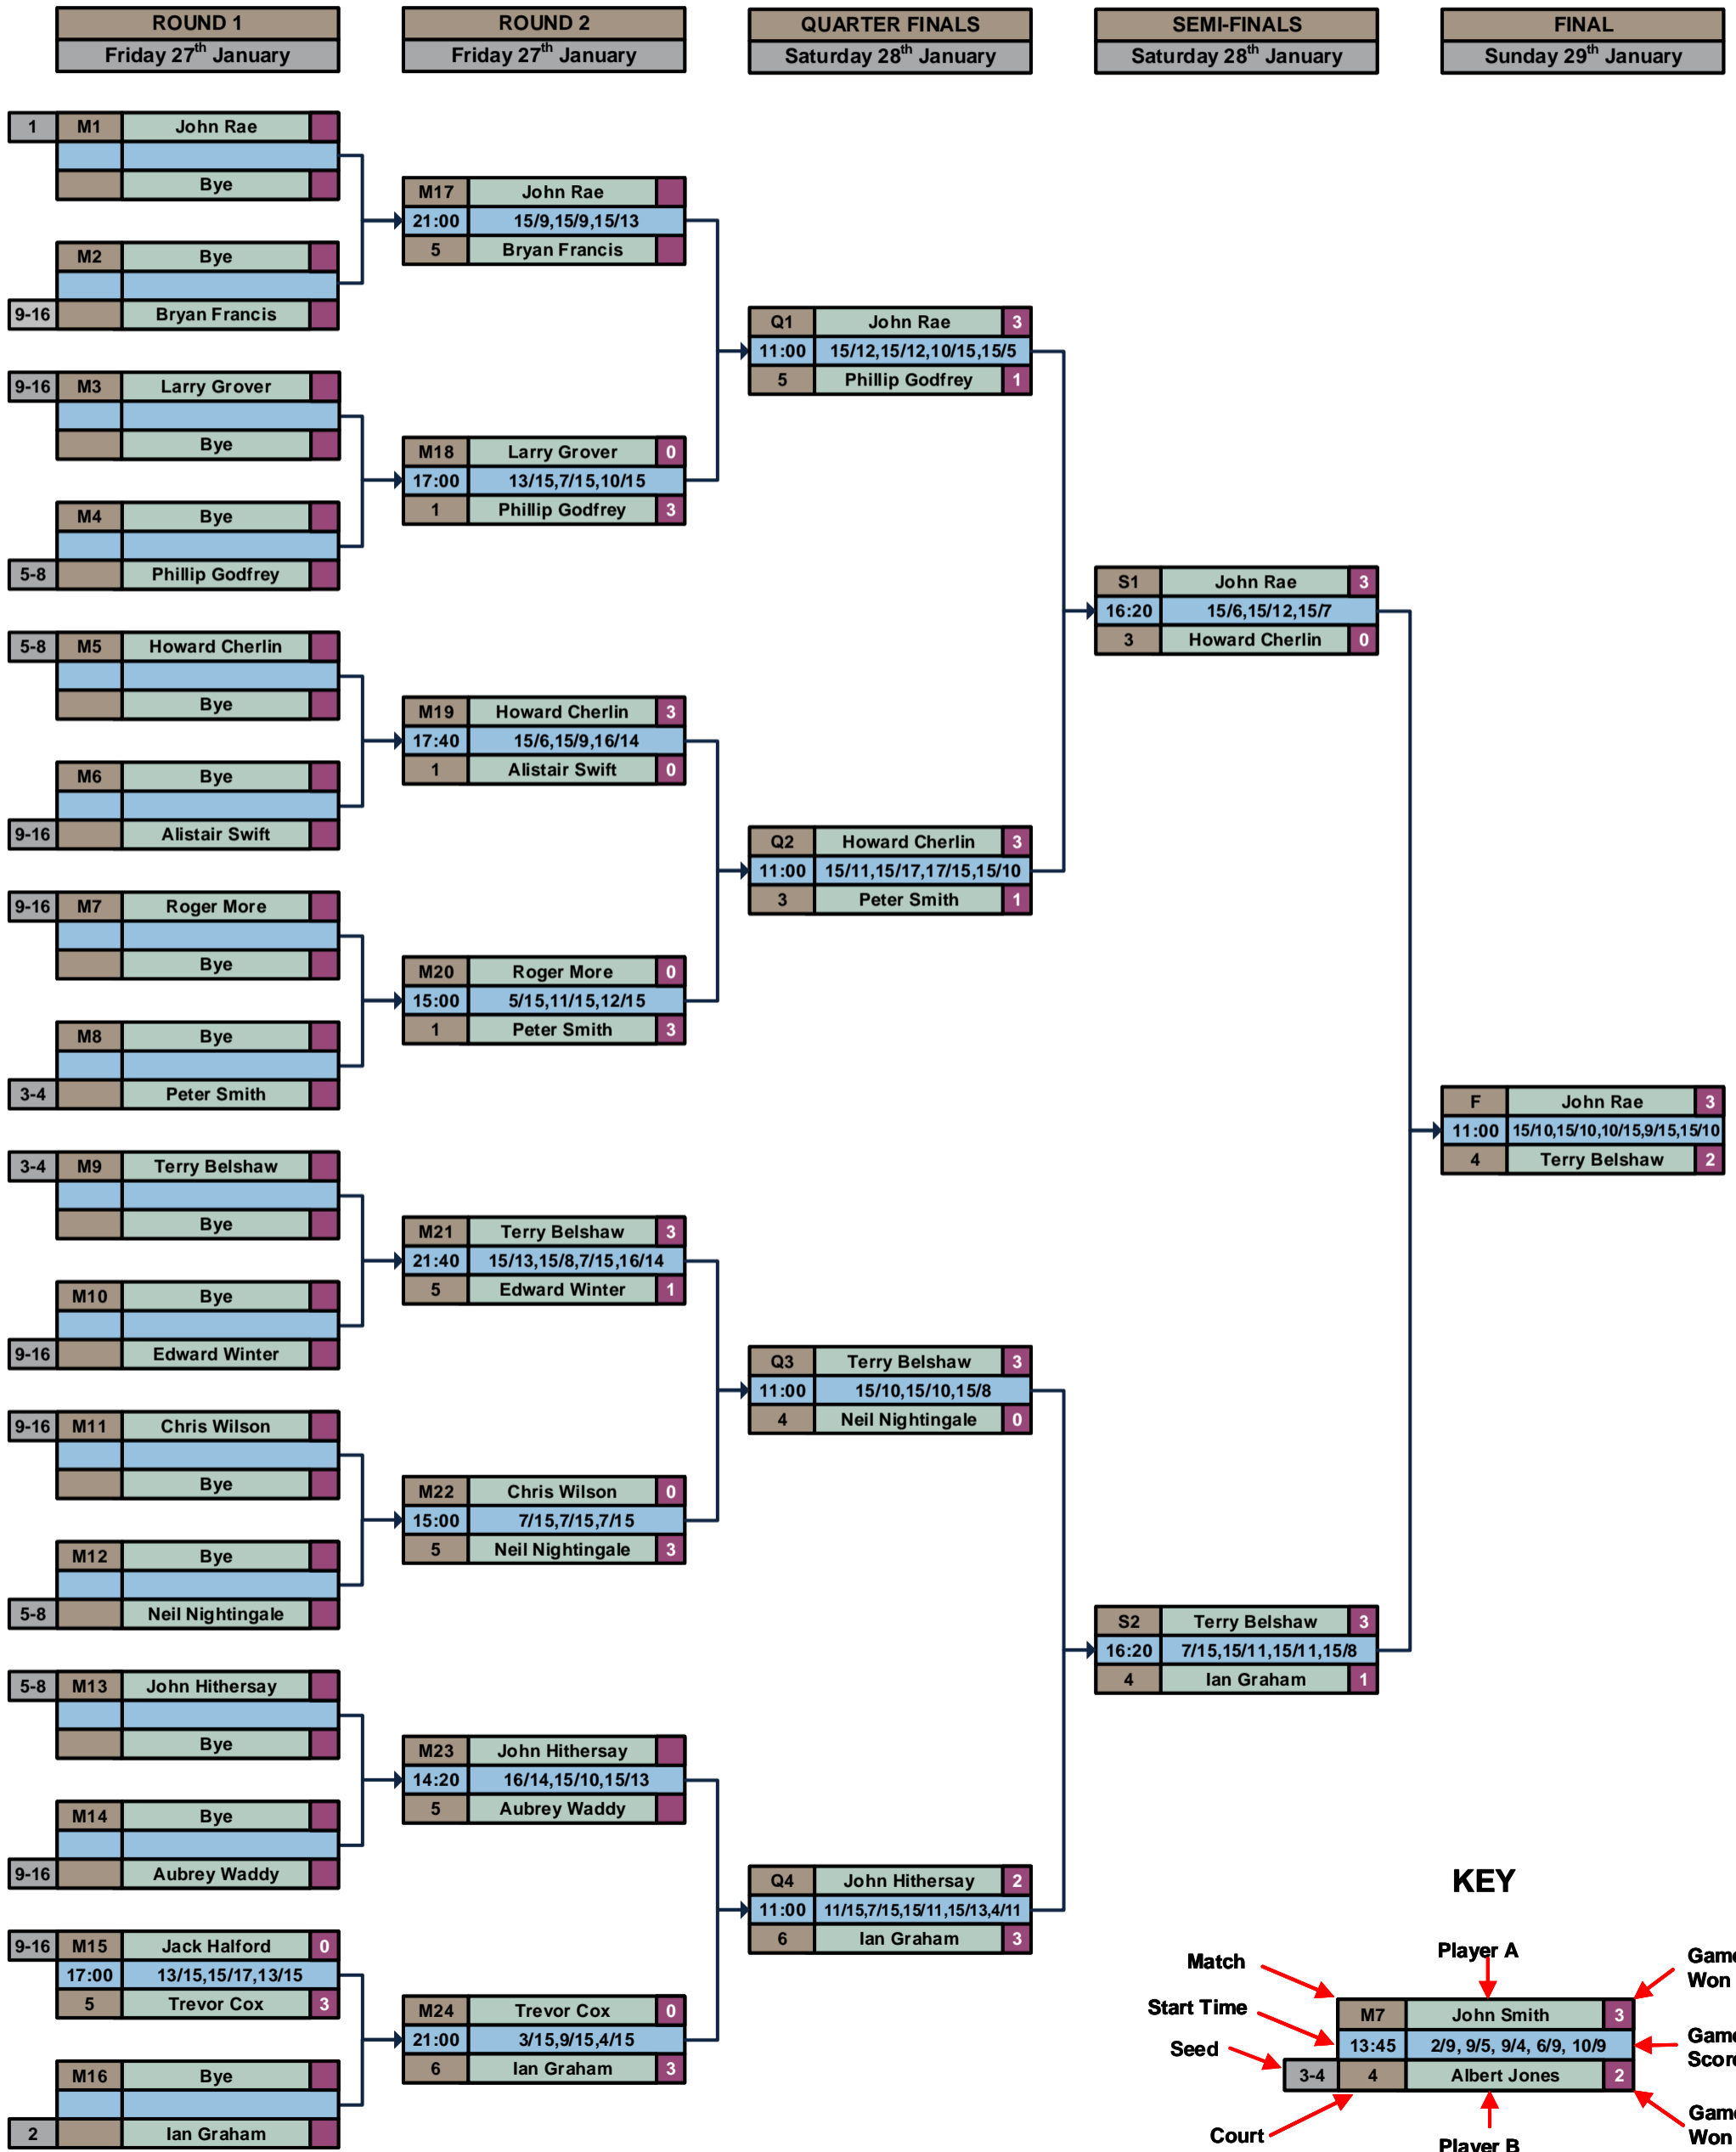 ROUND 1
Friday 27th January
ROUND 2
Friday 27th January
QUARTER FINALS
Saturday 28th January
SEMI-FINALS
Saturday 28th January
FINAL
Sunday 29th January
1 M1 John Rae
Bye
M2 Bye
9-16 Bryan Francis
9-16 M3 Larry Grover
Bye
M4 Bye
5-8 Phillip Godfrey
5-8 M5 Howard Cherlin
Bye
M6 Bye
9-16 Alistair Swift
9-16 M7 Roger More
Bye
M8 Bye
3-4 Peter Smith
3-4 M9 Terry Belshaw
Bye
M10 Bye
9-16 Edward Winter
9-16 M11 Chris Wilson
Bye
M12 Bye
5-8 Neil Nightingale
5-8 M13 John Hithersay
Bye
M14 Bye
9-16 Aubrey Waddy
9-16 M15 Jack Halford 0
17:00 13/15,15/17,13/15
5 Trevor Cox 3
M16 Bye
2 Ian Graham
M17 John Rae
21:00 15/9,15/9,15/13
5 Bryan Francis
M18 Larry Grover 0
17:00 13/15,7/15,10/15
1 Phillip Godfrey 3
M19 Howard Cherlin 3
17:40 15/6,15/9,16/14
1 Alistair Swift 0
M20 Roger More 0
15:00 5/15,11/15,12/15
1 Peter Smith 3
M21 Terry Belshaw 3
21:40 15/13,15/8,7/15,16/14
5 Edward Winter 1
M22 Chris Wilson 0
15:00 7/15,7/15,7/15
5 Neil Nightingale 3
M23 John Hithersay
14:20 16/14,15/10,15/13
5 Aubrey Waddy
M24 Trevor Cox 0
21:00 3/15,9/15,4/15
6 Ian Graham 3
Q1 John Rae 3
11:00 15/12,15/12,10/15,15/5
5 Phillip Godfrey 1
Q2 Howard Cherlin 3
11:00 15/11,15/17,17/15,15/10
3 Peter Smith 1
Q3 Terry Belshaw 3
11:00 15/10,15/10,15/8
4 Neil Nightingale 0
Q4 John Hithersay 2
11:00 11/15,7/15,15/11,15/13,4/11
6 Ian Graham 3
S1 John Rae 3
16:20 15/6,15/12,15/7
3 Howard Cherlin 0
S2 Terry Belshaw 3
16:20 7/15,15/11,15/11,15/8
4 Ian Graham 1
F John Rae 3
11:00 15/10,15/10,10/15,9/15,15/10
4 Terry Belshaw 2
KEY
Match
Player A
Game
Won
Start Time
Seed
M7 John Smith 3
13:45 2/9, 9/5, 9/4, 6/9, 10/9
3-4 4 Albert Jones 2
Game
Scor
Court
Player B
Game
Won